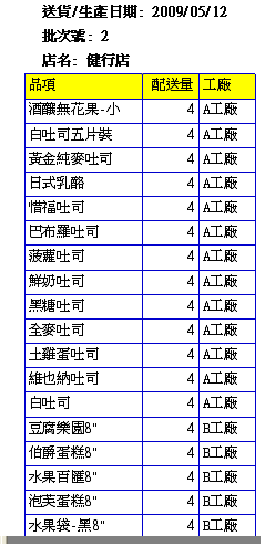 送貨/生產日期: 2009/05/12
批次號: 2
店名: 健行店
品項 配送量 工廠
酒釀無花果-小 4 A工廠
白吐司五片裝 4 A工廠
黃金純麥吐司 4 A工廠
日式乳酪 4 A工廠
惜福吐司 4 A工廠
巴布羅吐司 4 A工廠
菠蘿吐司 4 A工廠
鮮奶吐司 4 A工廠
黑糖吐司 4 A工廠
全麥吐司 4 A工廠
土雞蛋吐司 4 A工廠
維也納吐司 4 A工廠
白吐司 4 A工廠
豆腐樂園8" 4 B工廠
伯爵蛋糕8" 4 B工廠
水果百匯8" 4 B工廠
泡芙蛋糕8" 4 B工廠
水果袋-黑8" 4 B工廠